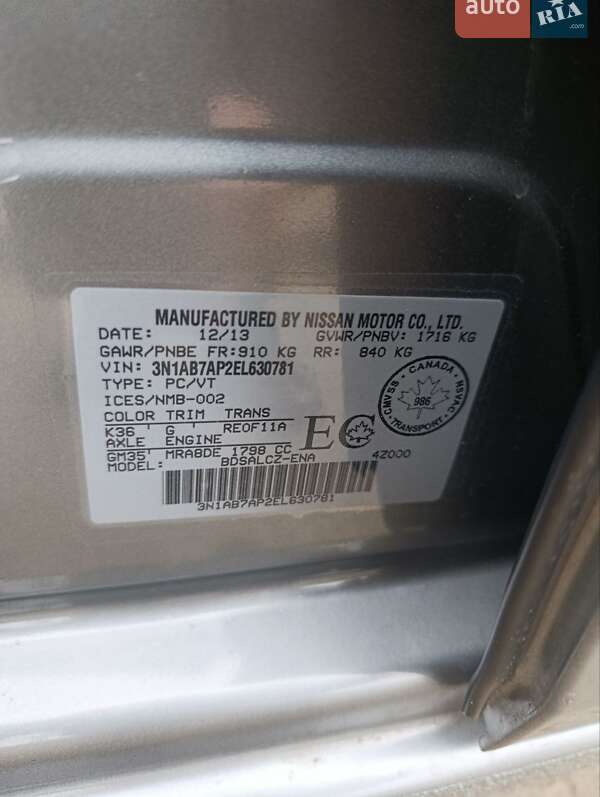 auto
RIA
MANUFACTURED BY NISSAN MOTOR CO., LTD.
DATE: 12/13 GVWR/PNBV: 1716 KG
GAWR/PNBE FR:910 KG RR: 840 KG
VIN: 3N1AB7AP2EL630781
TYPE: PC/VT
ICES/NMB-002
COLOR TRIM TRANS
K36 G RE0F11A
AXLE ENGINE
GM35 MRA8DE 1798 CC
MODEL: BDSALCZ-ENA
EC
4Z000
CANADA
CMVSS NSVAC
986
TRANSPORT
3N1AB7AP2EL630781